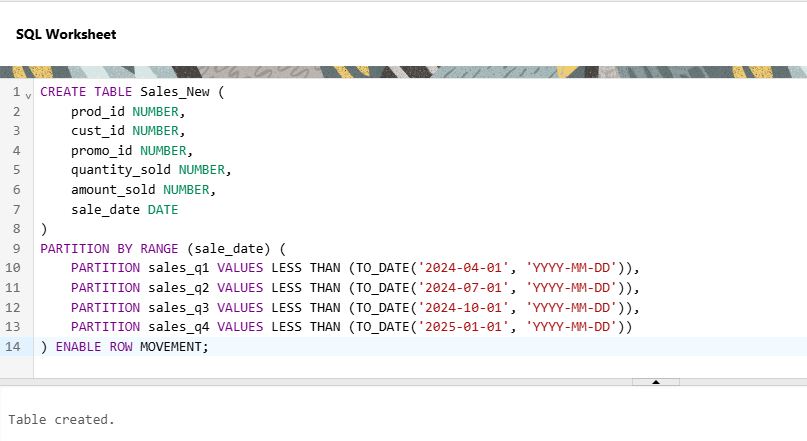 SQL Worksheet
1 CREATE TABLE Sales_New (
2 prod_id NUMBER,
3 cust_id NUMBER,
4 promo_id NUMBER,
5 quantity_sold NUMBER,
6 amount_sold NUMBER,
7 sale_date DATE
8 )
9 PARTITION BY RANGE (sale_date) (
10 PARTITION sales_q1 VALUES LESS THAN (TO_DATE('2024-04-01', 'YYYY-MM-DD')),
11 PARTITION sales_q2 VALUES LESS THAN (TO_DATE('2024-07-01', 'YYYY-MM-DD')),
12 PARTITION sales_q3 VALUES LESS THAN (TO_DATE('2024-10-01', 'YYYY-MM-DD')),
13 PARTITION sales_q4 VALUES LESS THAN (TO_DATE('2025-01-01', 'YYYY-MM-DD'))
14 ) ENABLE ROW MOVEMENT;
Table created.